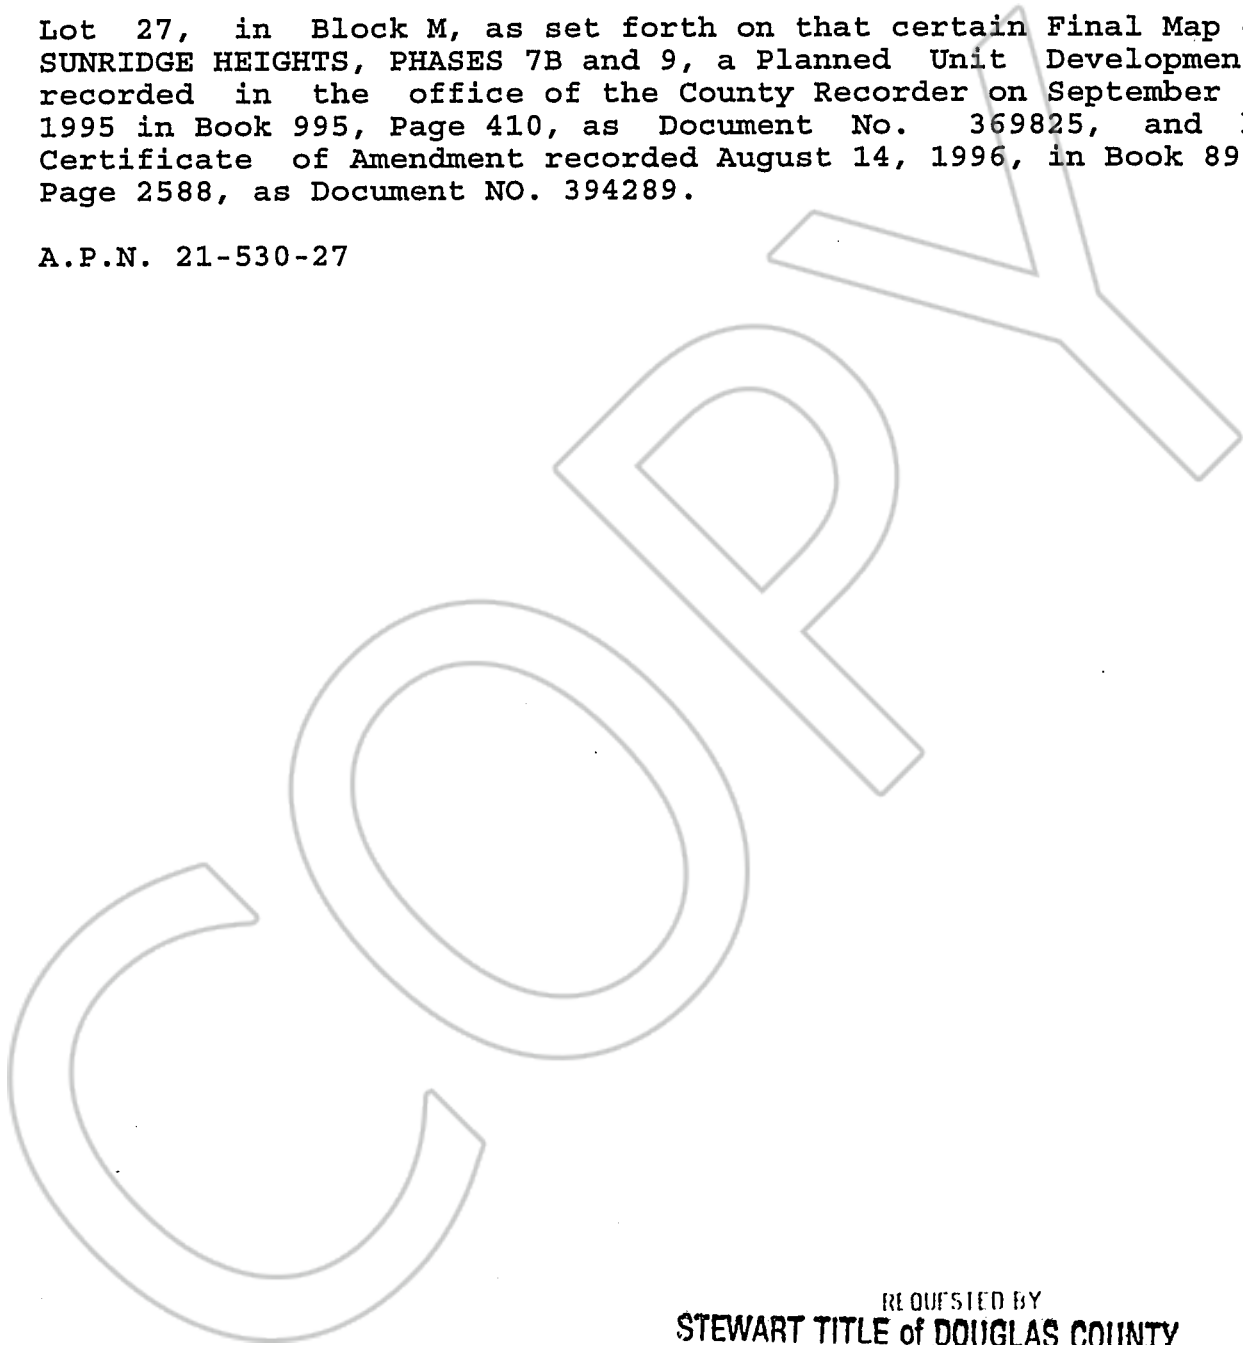 Lot 27, in Block M, as set forth on that certain Final Map
SUNRIDGE HEIGHTS, PHASES 7B and 9, a Planned Unit Developmen
recorded in the office of the County Recorder on September
1995 in Book 995, Page 410, as Document No. 369825, and
Certificate of Amendment recorded August 14, 1996, in Book 89
Page 2588, as Document NO. 394289.
A.P.N. 21-530-27
COPY
REQUESTED BY
STEWART TITLE of DOUGLAS COUNTY